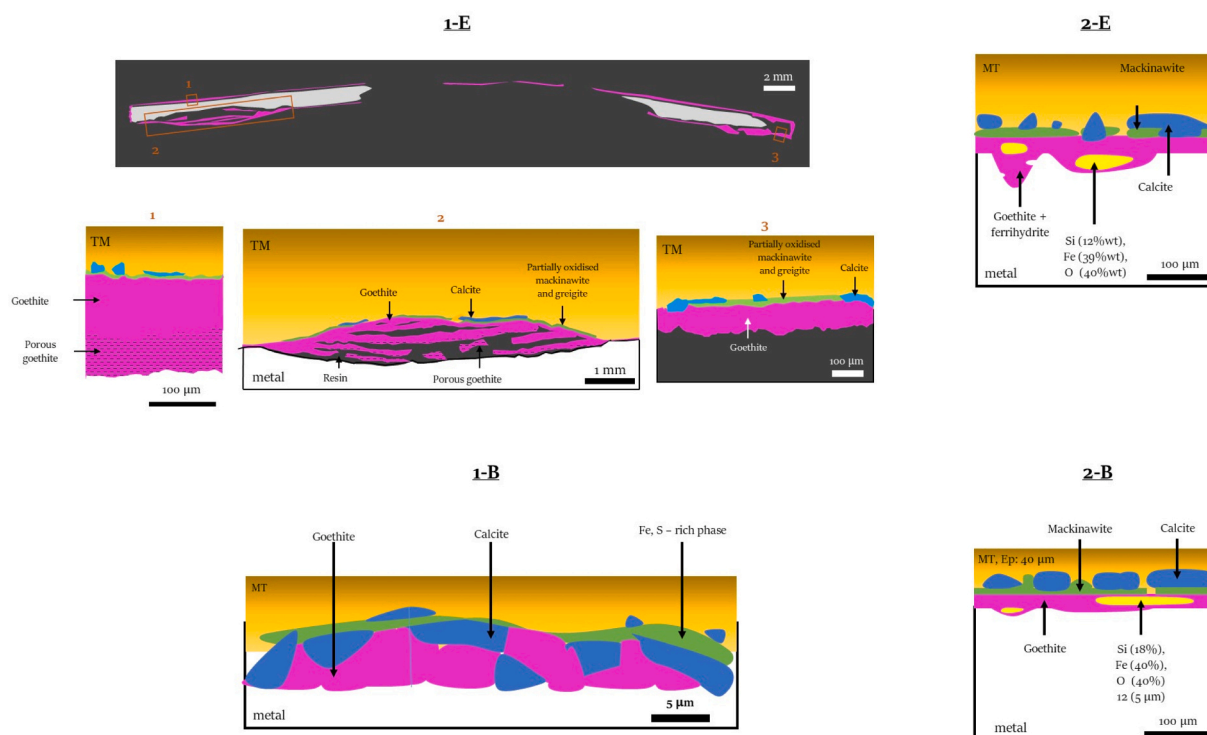 1-E
2-E
1
2 mm
2
3
MT
Mackinawite
Calcite
Goethite +
ferrihydrite
Si (12%wt),
Fe (39%wt),
O (40%wt)
metal
100 µm
1
TM
Goethite
Porous
goethite
100 µm
2
TM
Goethite
Calcite
Partially oxidised
mackinawite
and greigite
metal
Resin
Porous goethite
1 mm
3
TM
Partially oxidised
mackinawite
and greigite
Calcite
Goethite
100 µm
1-B
Goethite
Calcite
Fe, S – rich phase
MT
metal
5 µm
2-B
Mackinawite
Calcite
MT, Ep: 40 µm
Goethite
Si (18%),
Fe (40%),
O (40%)
12 (5 µm)
metal
100 µm